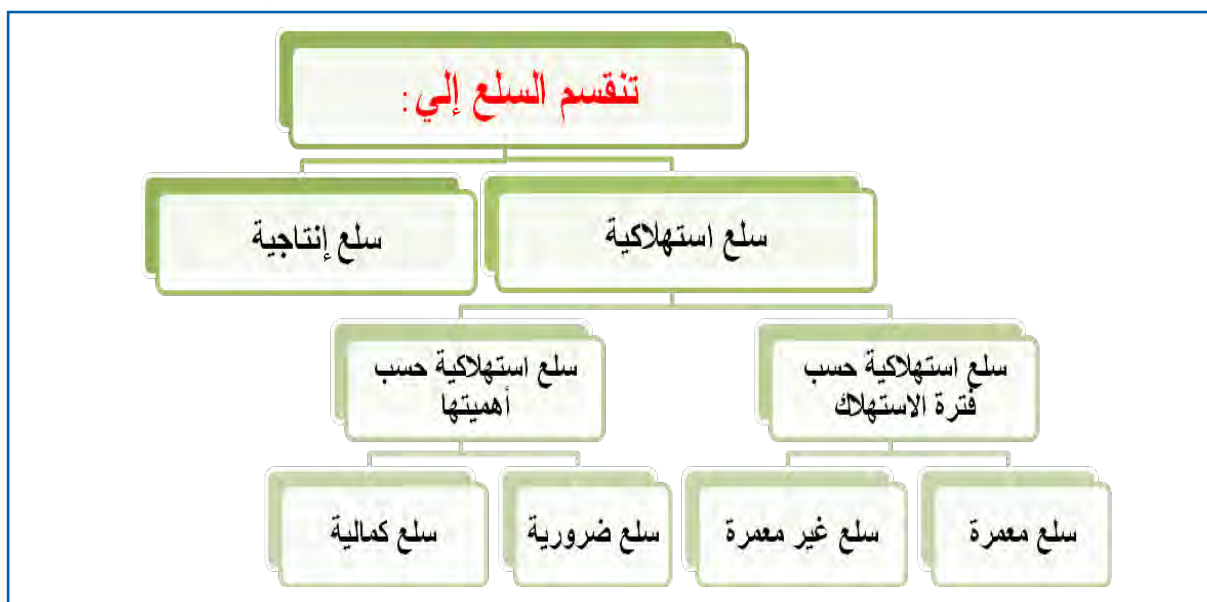 تنقسم السلع إلي:
سلع استهلاكية
سلع إنتاجية
سلع استهلاكية حسب
فترة الاستهلاك
سلع استهلاكية حسب
أهميتها
سلع معمرة
سلع غير معمرة
سلع ضرورية
سلع كمالية